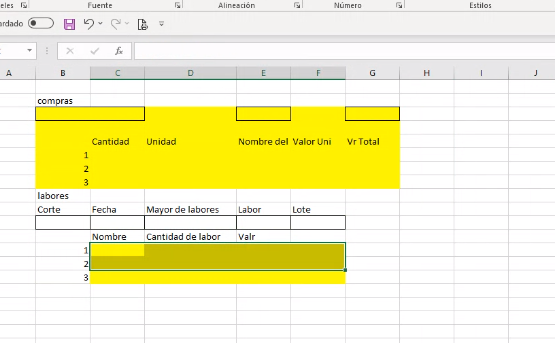 eles Fuente Alineación Número Estilos
rdado
fx
A B C D E F G H I J
compras
Cantidad Unidad Nombre del Valor Uni Vr Total
1
2
3
labores
Corte Fecha Mayor de labores Labor Lote
Nombre Cantidad de labor Valr
1
2
3